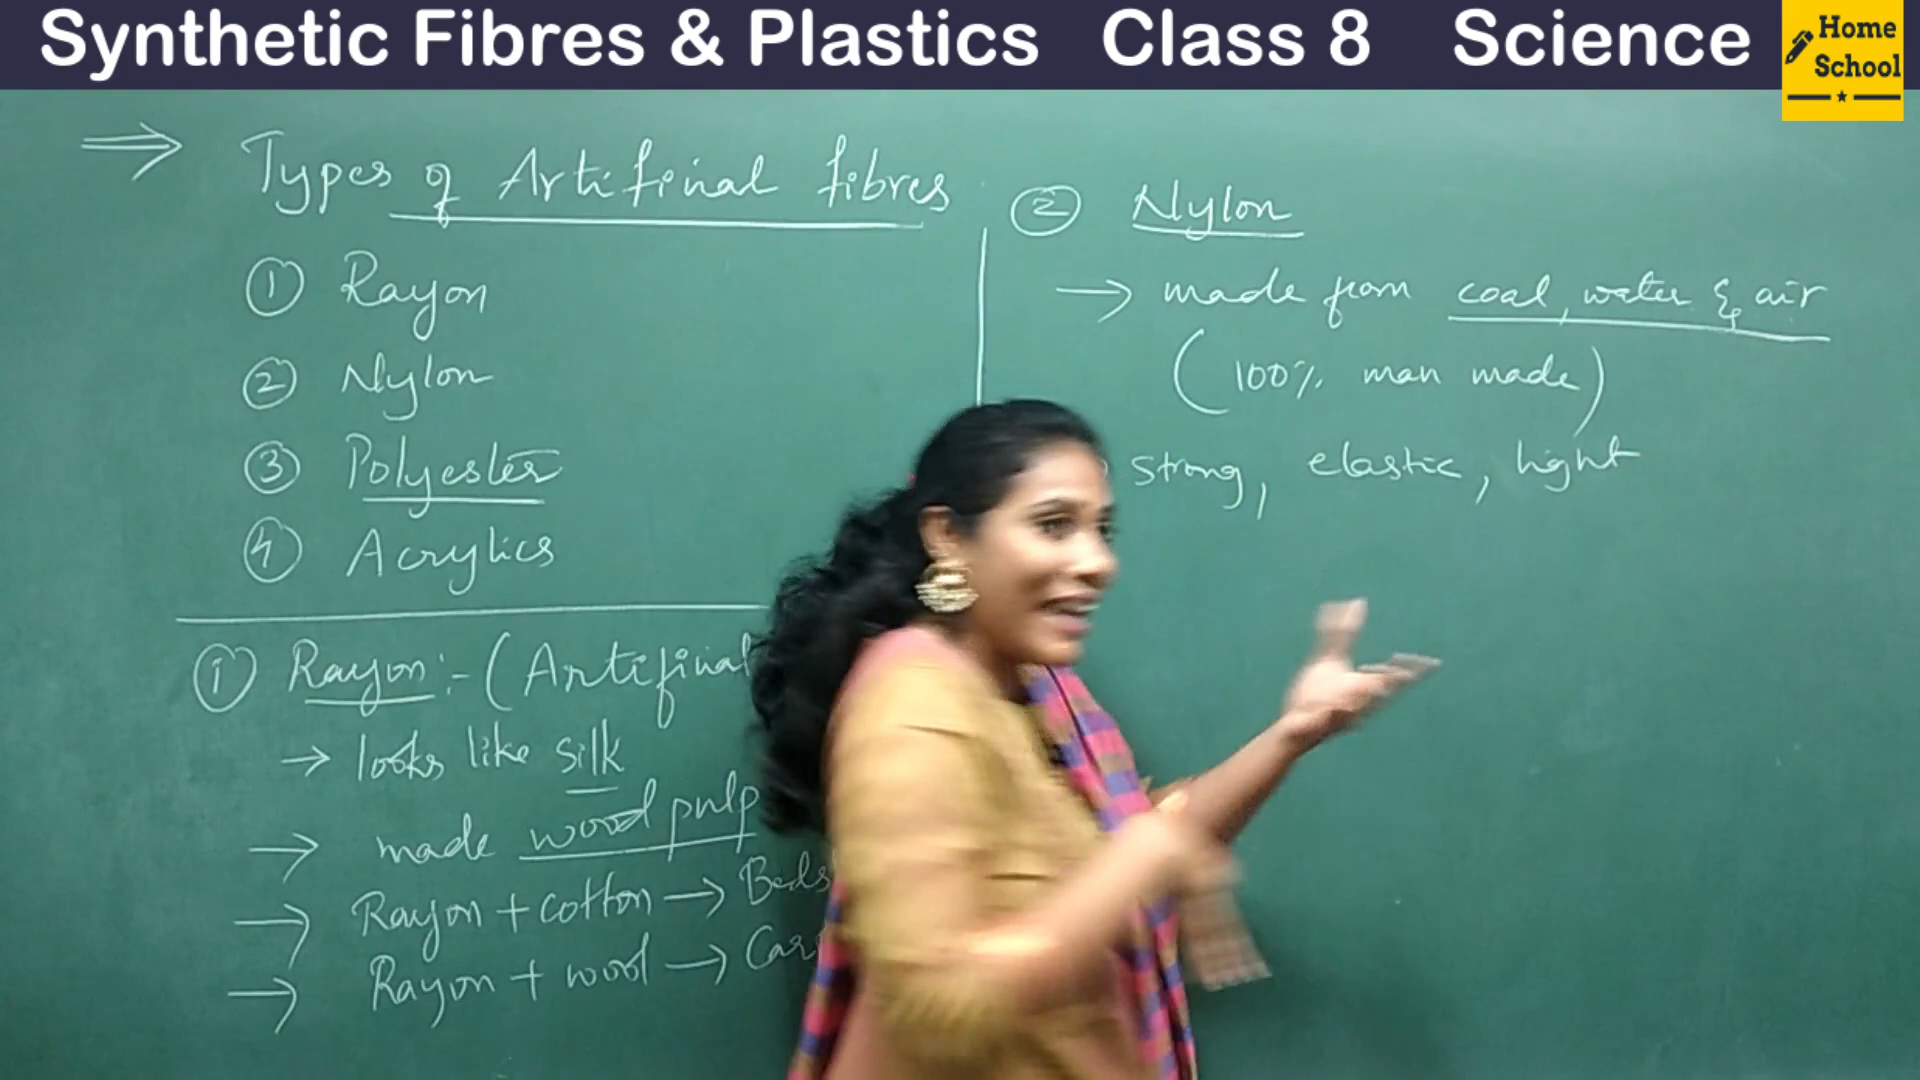 Synthetic Fibres & Plastics Class 8 Science
Home
School
⇒ Types of Artificial fibres
① Rayon
② Nylon
③ Polyester
④ Acrylics
① Rayon :- (Artificial
→ looks like silk
→ made wood pulp
→ Rayon + cotton → Beds
→ Rayon + wool → Car
② Nylon
→ made from coal, water & air
(100% man made)
strong, elastic, light